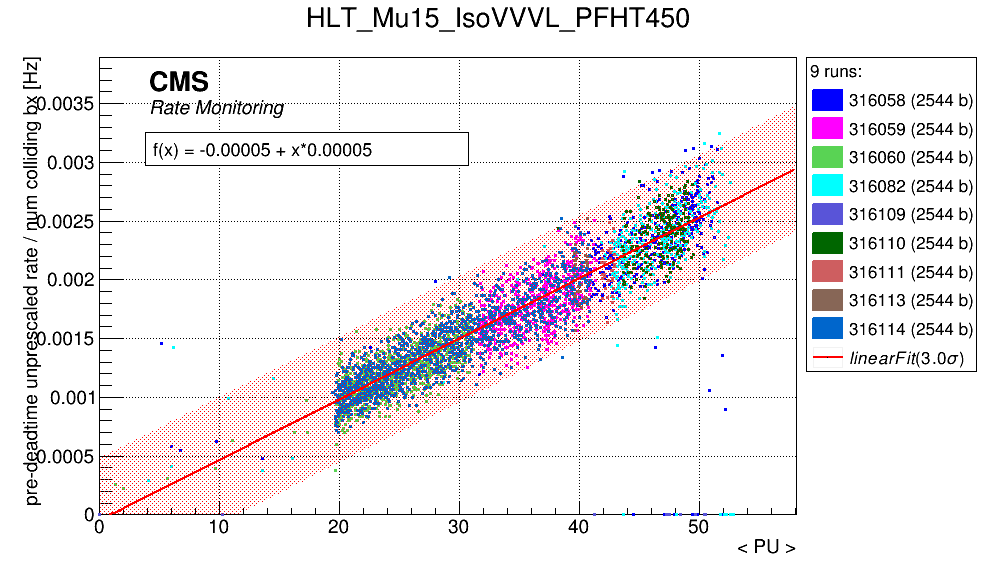 HLT_Mu15_IsoVVVL_PFHT450
pre-deadtime unprescaled rate / num colliding bx [Hz]
CMS
Rate Monitoring
f(x) = -0.00005 + x*0.00005
0.0035
0.003
0.0025
0.002
0.0015
0.001
0.0005
0
0 10 20 30 40 50
< PU >
9 runs:
316058 (2544 b)
316059 (2544 b)
316060 (2544 b)
316082 (2544 b)
316109 (2544 b)
316110 (2544 b)
316111 (2544 b)
316113 (2544 b)
316114 (2544 b)
linearFit(3.0σ)